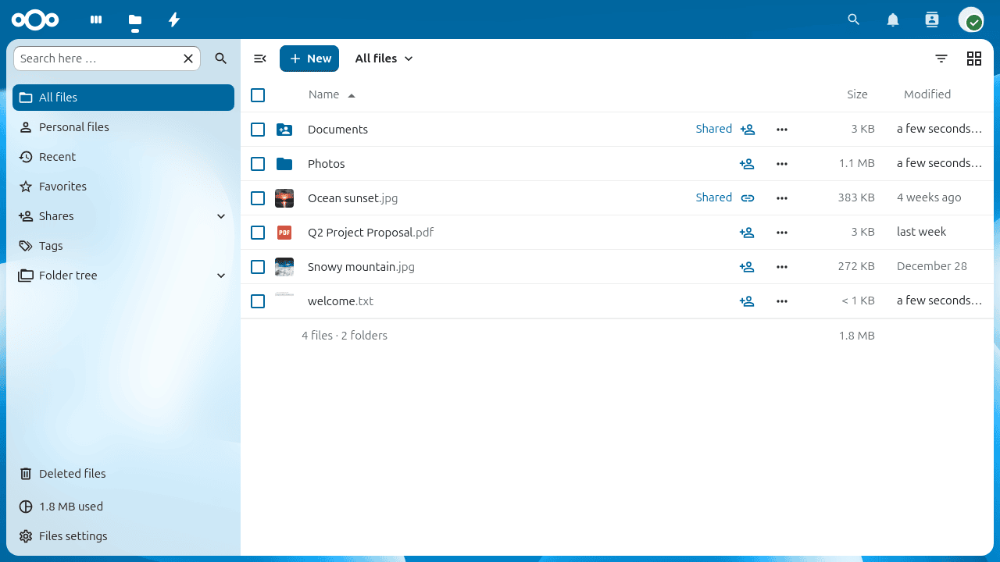 Search here …
All files
Personal files
Recent
Favorites
Shares
Tags
Folder tree
Deleted files
1.8 MB used
Files settings
New
All files
Name Size Modified
Documents Shared 3 KB a few seconds…
Photos 1.1 MB a few seconds…
Ocean sunset.jpg Shared 383 KB 4 weeks ago
PDF Q2 Project Proposal.pdf 3 KB last week
Snowy mountain.jpg 272 KB December 28
welcome.txt < 1 KB a few seconds…
4 files · 2 folders 1.8 MB